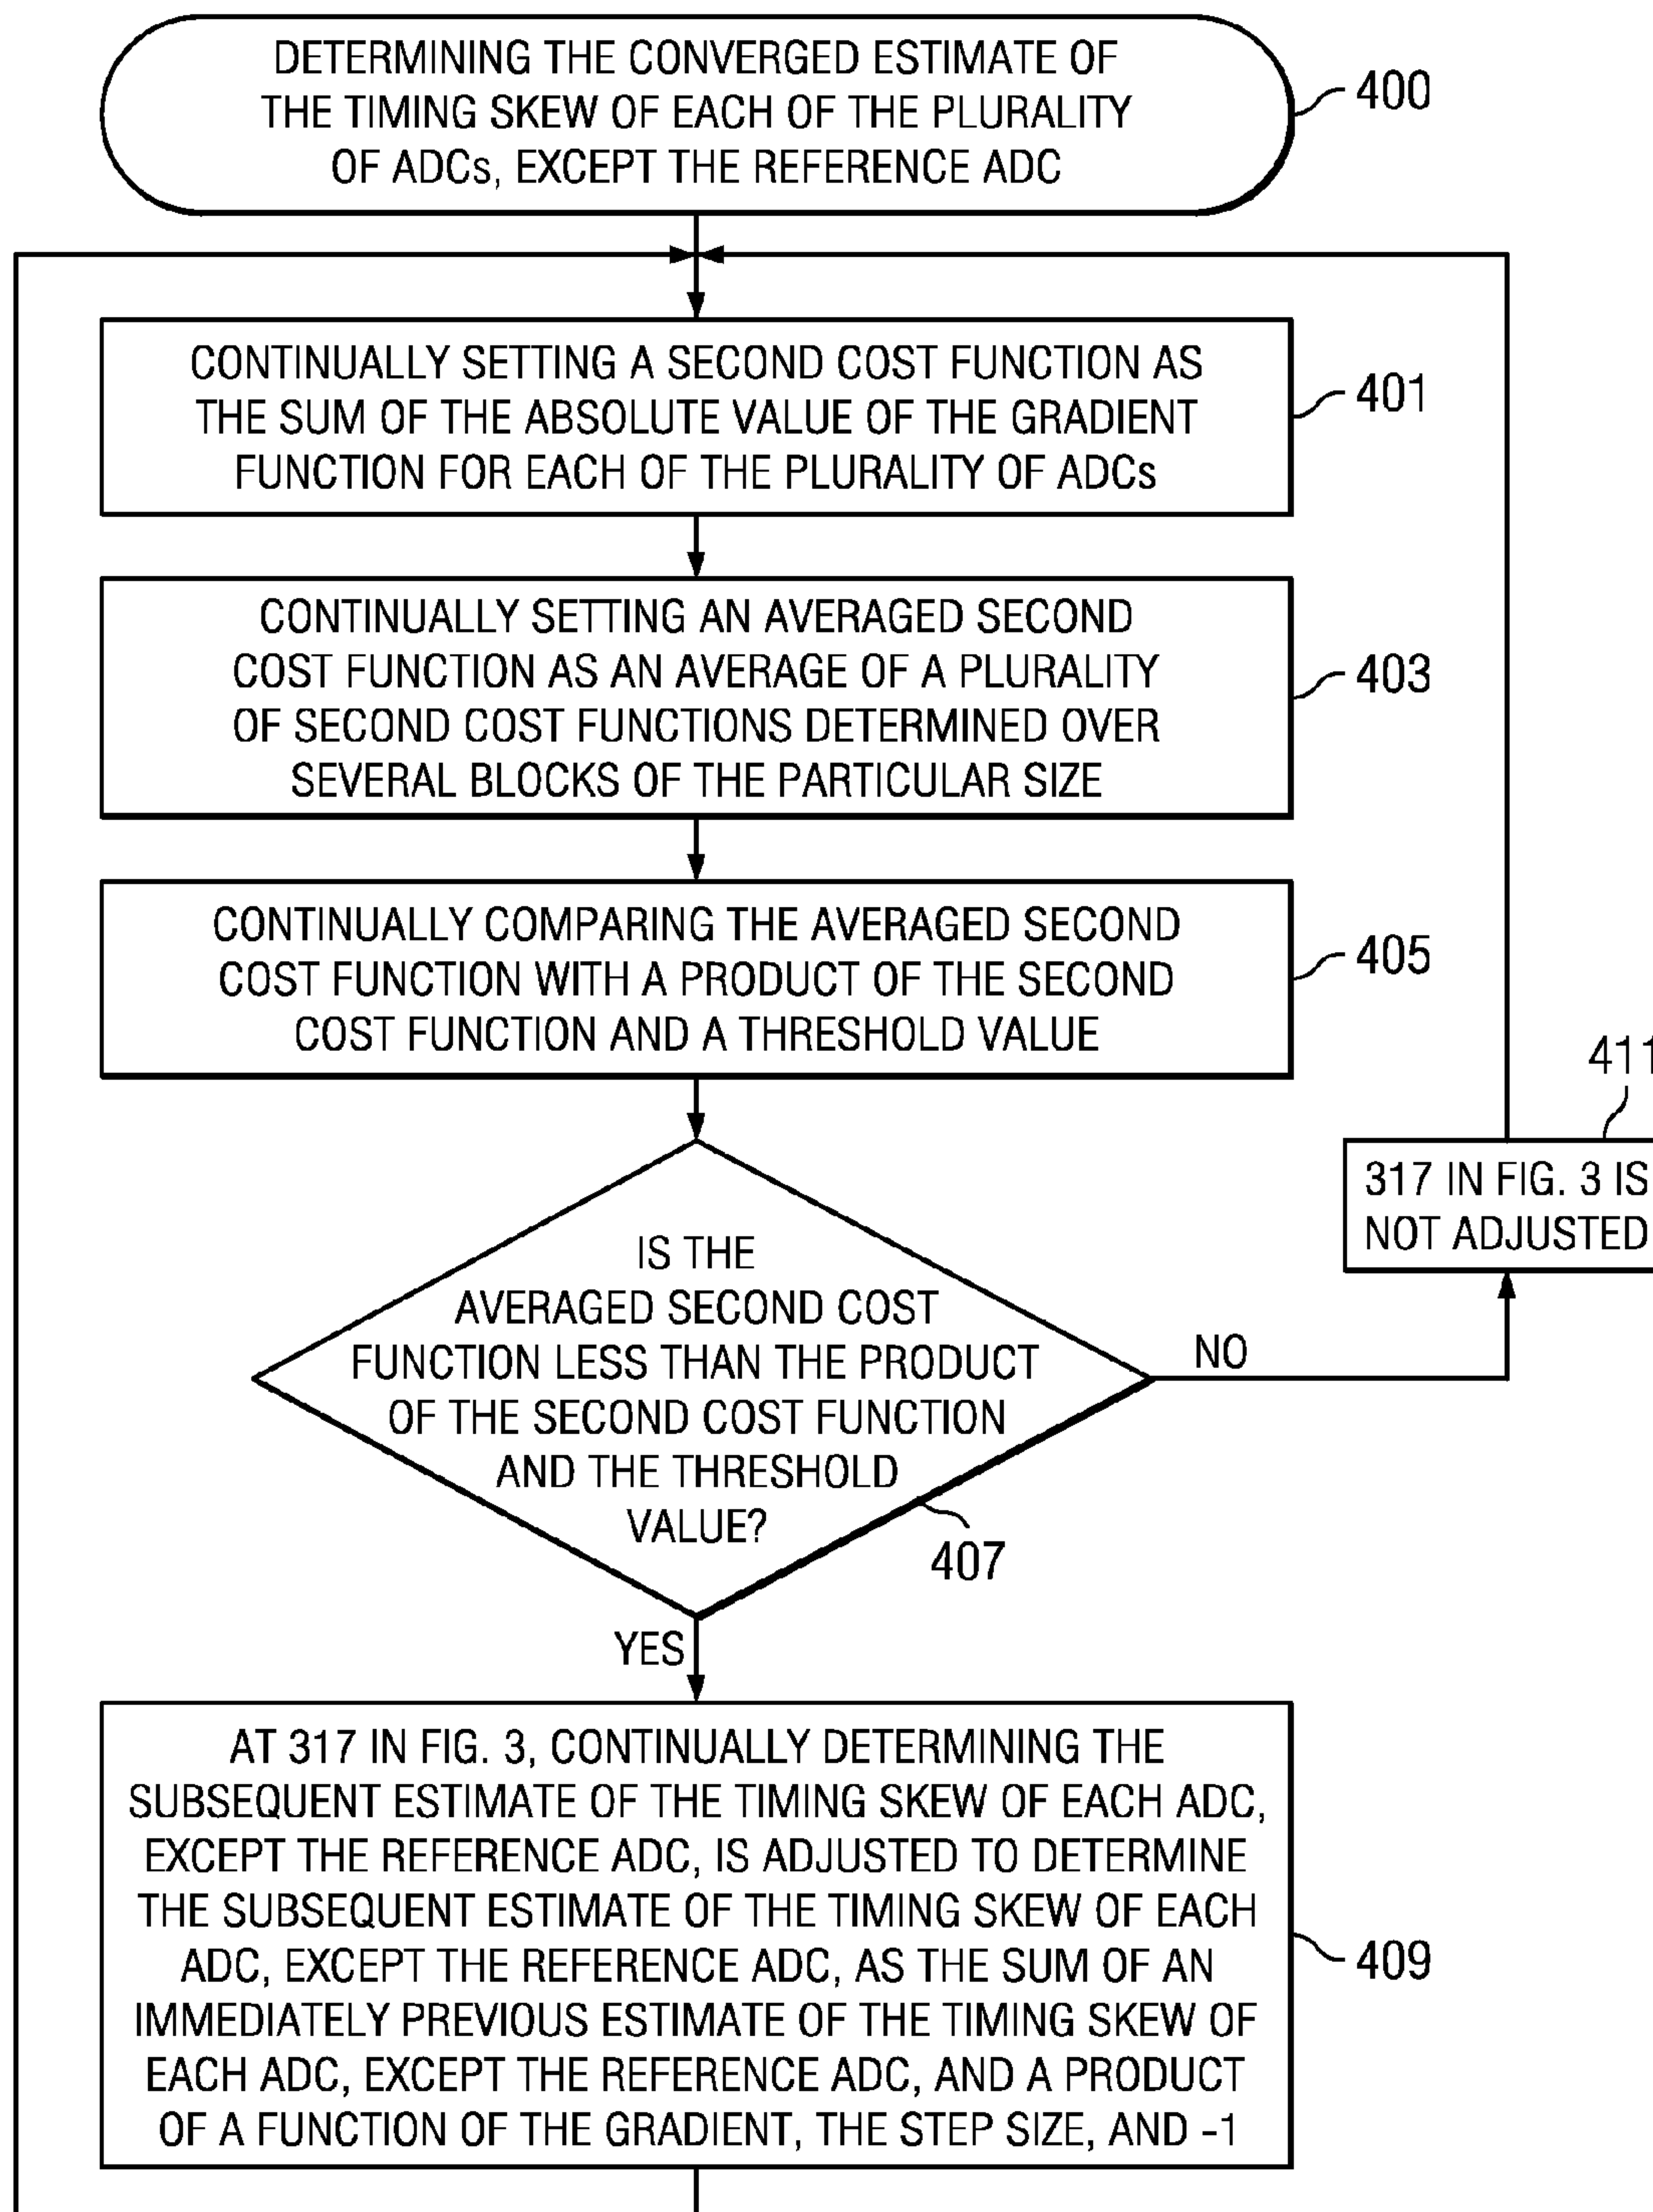 DETERMINING THE CONVERGED ESTIMATE OF
THE TIMING SKEW OF EACH OF THE PLURALITY
OF ADCs, EXCEPT THE REFERENCE ADC
400
CONTINUALLY SETTING A SECOND COST FUNCTION AS
THE SUM OF THE ABSOLUTE VALUE OF THE GRADIENT
FUNCTION FOR EACH OF THE PLURALITY OF ADCs
401
CONTINUALLY SETTING AN AVERAGED SECOND
COST FUNCTION AS AN AVERAGE OF A PLURALITY
OF SECOND COST FUNCTIONS DETERMINED OVER
SEVERAL BLOCKS OF THE PARTICULAR SIZE
403
CONTINUALLY COMPARING THE AVERAGED SECOND
COST FUNCTION WITH A PRODUCT OF THE SECOND
COST FUNCTION AND A THRESHOLD VALUE
405
411
317 IN FIG. 3 IS
NOT ADJUSTED
IS THE
AVERAGED SECOND COST
FUNCTION LESS THAN THE PRODUCT
OF THE SECOND COST FUNCTION
AND THE THRESHOLD
VALUE?
NO
407
YES
AT 317 IN FIG. 3, CONTINUALLY DETERMINING THE
SUBSEQUENT ESTIMATE OF THE TIMING SKEW OF EACH ADC,
EXCEPT THE REFERENCE ADC, IS ADJUSTED TO DETERMINE
THE SUBSEQUENT ESTIMATE OF THE TIMING SKEW OF EACH
ADC, EXCEPT THE REFERENCE ADC, AS THE SUM OF AN
IMMEDIATELY PREVIOUS ESTIMATE OF THE TIMING SKEW OF
EACH ADC, EXCEPT THE REFERENCE ADC, AND A PRODUCT
OF A FUNCTION OF THE GRADIENT, THE STEP SIZE, AND -1
409